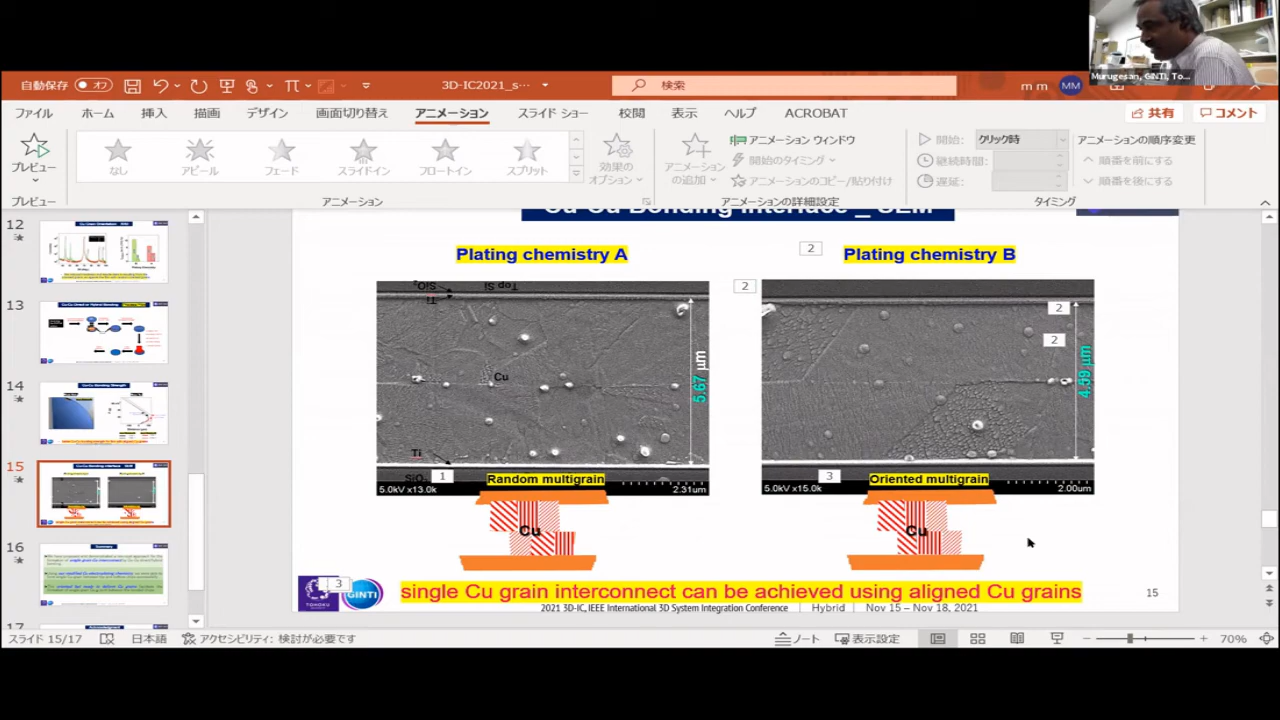 Murugesan, GINTI, To...
自動保存 オフ
3D-IC2021_s…
検索
m m MM
ファイル ホーム 挿入 描画 デザイン 画面切り替え アニメーション スライド ショー 校閲 表示 ヘルプ ACROBAT
共有 コメント
プレビュー
なし アピール フェード スライドイン フロートイン スプリット
効果の
オプション
アニメーション
の追加
アニメーション ウィンドウ
開始のタイミング
アニメーションのコピー/貼り付け
開始: クリック時
継続時間:
遅延:
アニメーションの順序変更
順番を前にする
順番を後にする
プレビュー アニメーション アニメーションの詳細設定 タイミング
12
13
14
15
16
17
Cu-Cu Bonding Interface _ SEM
Plating chemistry A
2
Plating chemistry B
2
2
2
Top Si
SiO2
Ti
Cu
5.67 µm
4.59 µm
Ti
SiO2
1
3
Random multigrain
Oriented multigrain
5.0kV x13.0k 2.31um
5.0kV x15.0k 2.00um
Cu
Cu
3
TOHOKU
GINTI
single Cu grain interconnect can be achieved using aligned Cu grains
15
2021 3D-IC, IEEE International 3D System Integration Conference Hybrid Nov 15 – Nov 18, 2021
スライド 15/17 日本語 アクセシビリティ: 検討が必要です
ノート 表示設定 70%